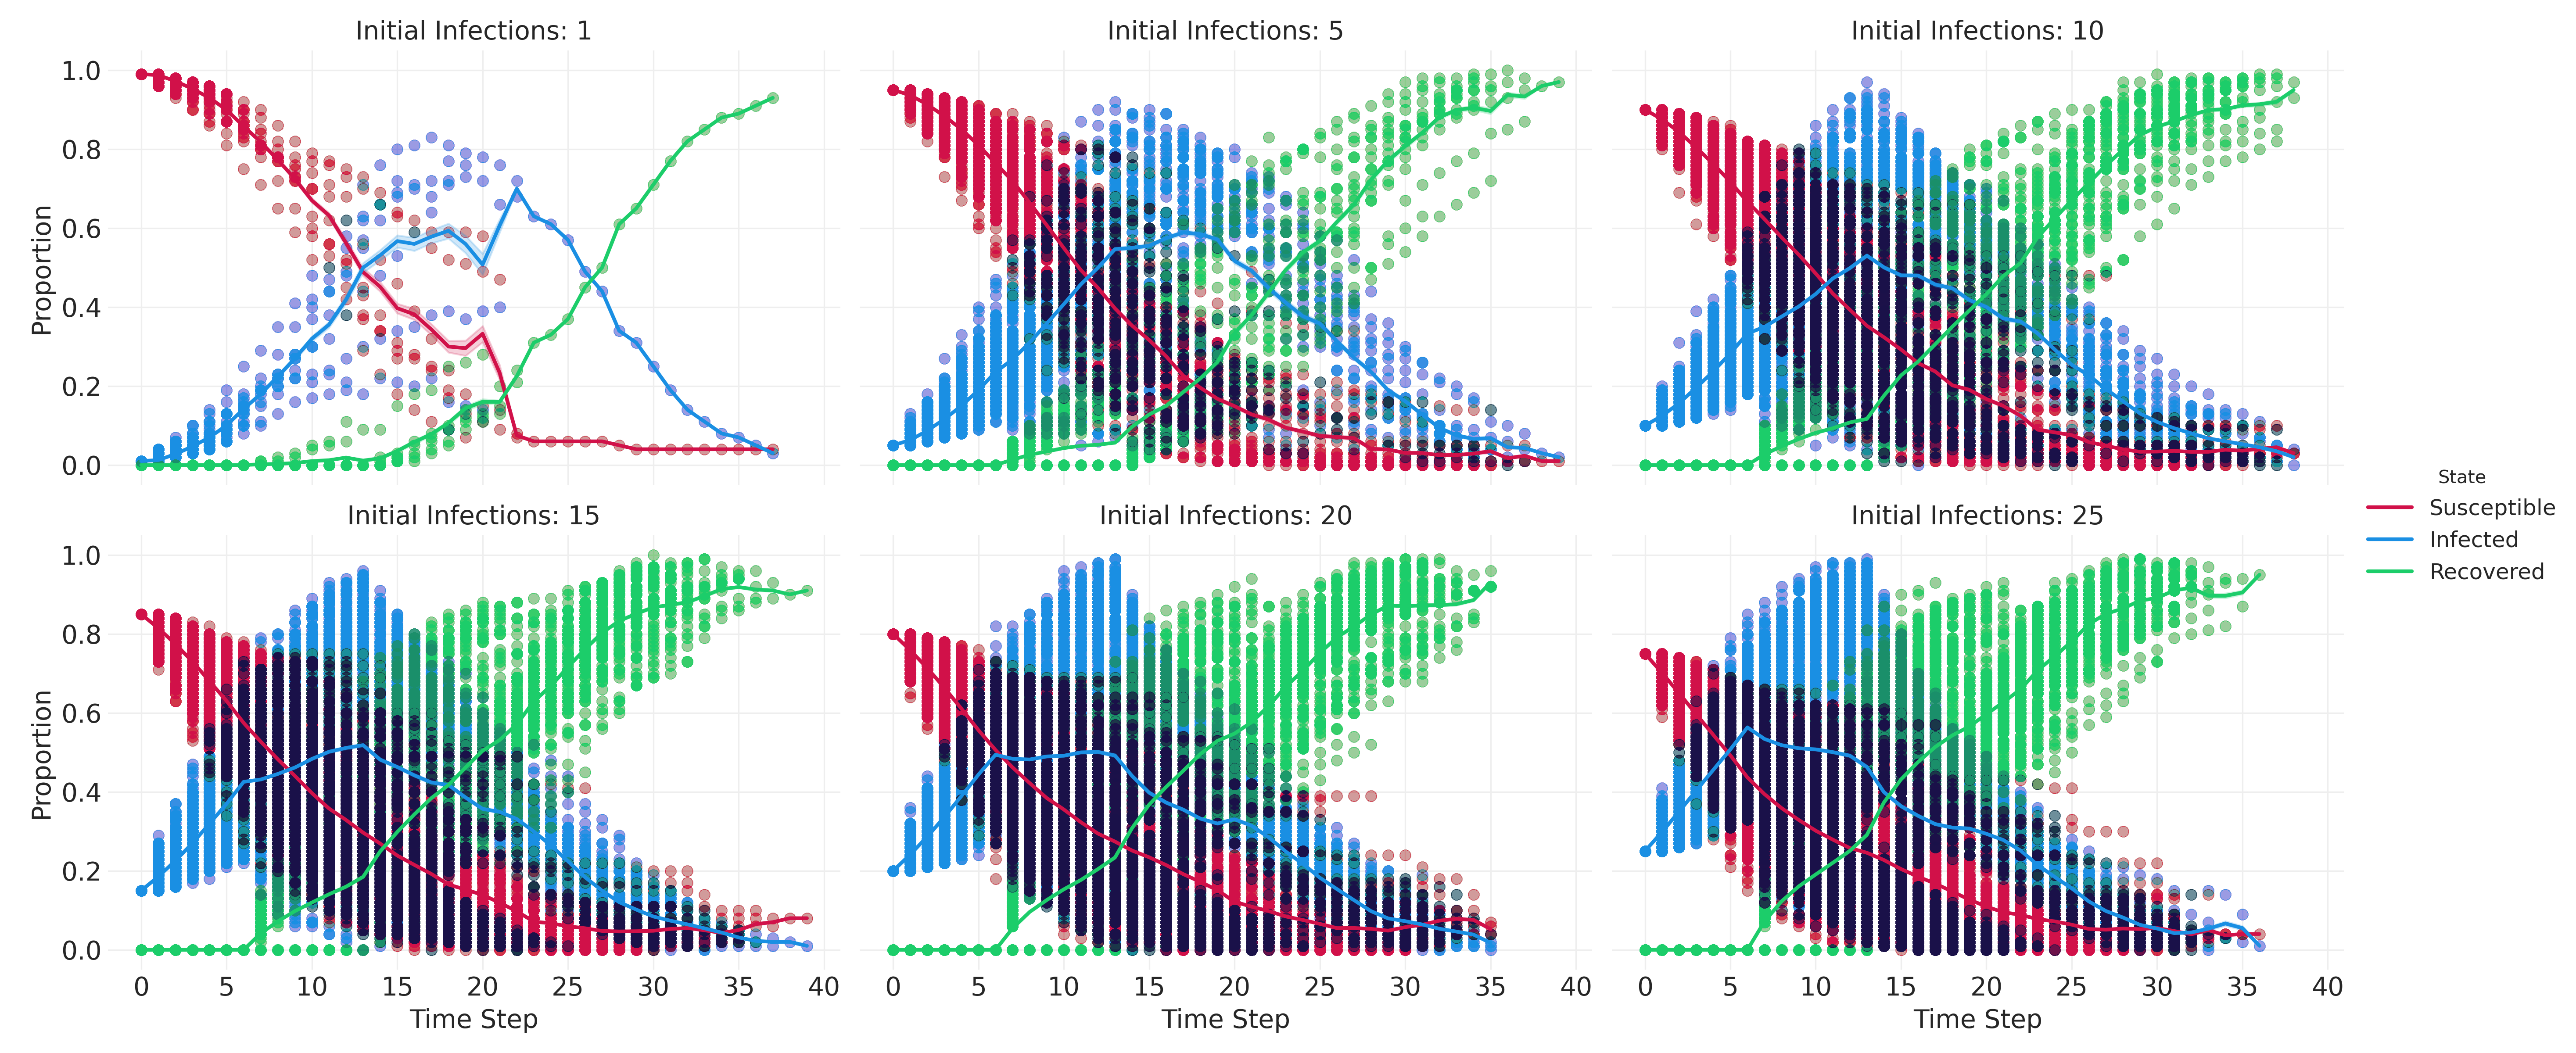 Initial Infections: 1
Initial Infections: 5
Initial Infections: 10
1.0
0.8
0.6
0.4
0.2
0.0
Proportion
State
Susceptible
Infected
Recovered
Initial Infections: 15
Initial Infections: 20
Initial Infections: 25
1.0
0.8
0.6
0.4
0.2
0.0
Proportion
0 5 10 15 20 25 30 35 40
0 5 10 15 20 25 30 35 40
0 5 10 15 20 25 30 35 40
Time Step
Time Step
Time Step